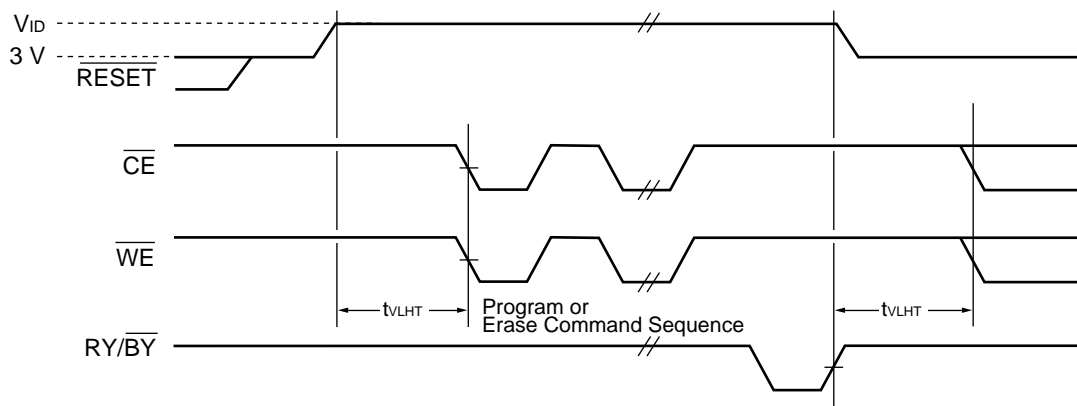 VID
3 V
RESET
CE
WE
tVLHT
Program or
Erase Command Sequence
tVLHT
RY/BY